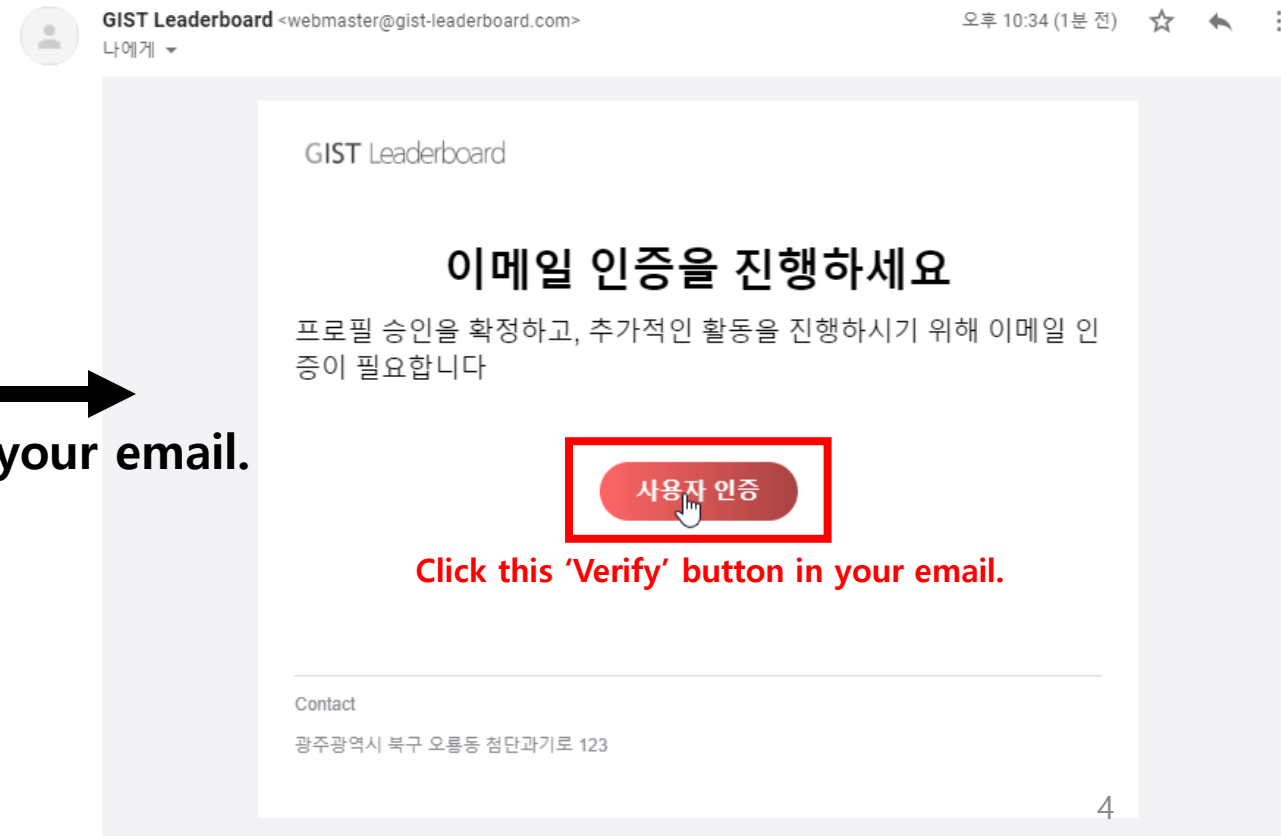 GIST Leaderboard <webmaster@gist-leaderboard.com>
오후 10:34 (1분 전)
나에게
GIST Leaderboard
이메일 인증을 진행하세요
프로필 승인을 확정하고, 추가적인 활동을 진행하시기 위해 이메일 인
증이 필요합니다
your email.
사용자 인증
Click this ‘Verify’ button in your email.
Contact
광주광역시 북구 오룡동 첨단과기로 123
4